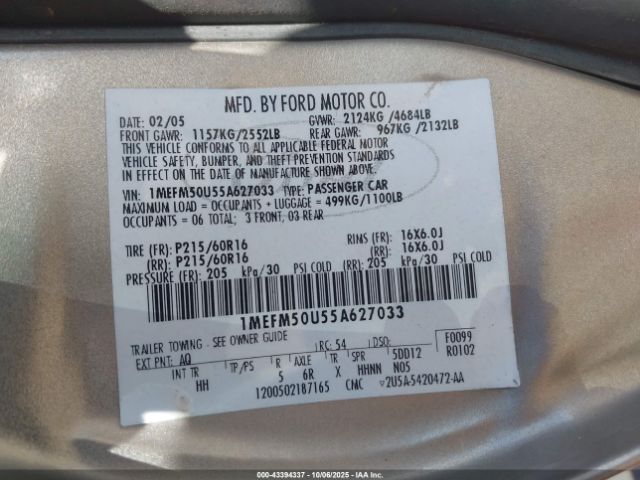 MFD. BY FORD MOTOR CO.
DATE: 02/05 GVWR: 2124KG /4684LB
FRONT GAWR: 1157KG/2552LB REAR GAWR: 967KG /2132LB
THIS VEHICLE CONFORMS TO ALL APPLICABLE FEDERAL MOTOR
VEHICLE SAFETY, BUMPER, AND THEFT PREVENTION STANDARDS
IN EFFECT ON THE DATE OF MANUFACTURE SHOWN ABOVE.
VIN: 1MEFM50U55A627033 TYPE: PASSENGER CAR
MAXIMUM LOAD = OCCUPANTS + LUGGAGE = 499KG/1100LB
OCCUPANTS = 06 TOTAL; 3 FRONT, 03 REAR
TIRE (FR): P215/60R16 RIMS (FR): 16X6.0J
(RR): P215/60R16 (RR): 16X6.0J
PRESSURE (FR): 205 kPa/30 PSI COLD (RR): 205 kPa/30 PSI COLD
1MEFM50U55A627033
TRAILER TOWING - SEE OWNER GUIDE
EXT PNT: AQ RC: 54 DSO: F0099
R0102
INT TR TP/PS R AXLE TR SPR 5DD12
HH 5 6R X HHNN N05
1200502187165 CMC 2U5A-5420472-AA
000-43394337 10/06/2025 IAAI.COM